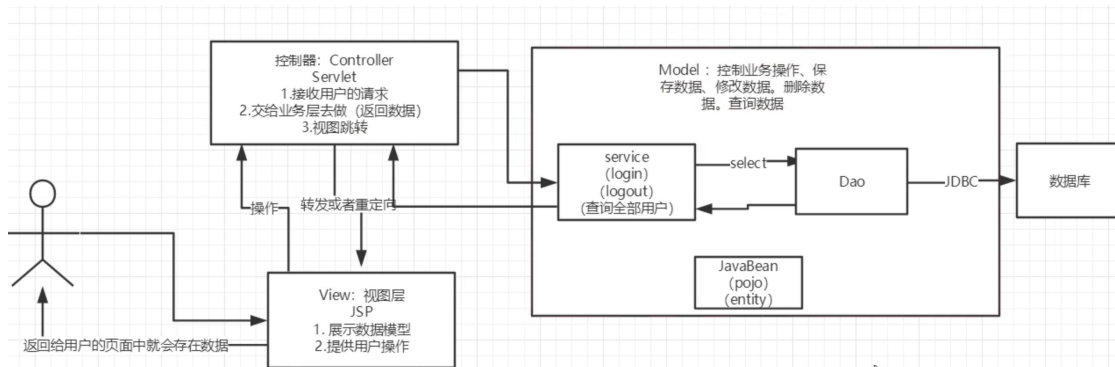 控制器：Controller
Servlet
1.接收用户的请求
2.交给业务层去做（返回数据）
3.视图跳转
Model ：控制业务操作、保
存数据、修改数据。删除数
据。查询数据
service
（login）
（logout）
（查询全部用户）
select
Dao
JDBC
数据库
操作
转发或者重定向
JavaBean
（pojo）
（entity）
View：视图层
JSP
1. 展示数据模型
2.提供用户操作
返回给用户的页面中就会存在数据